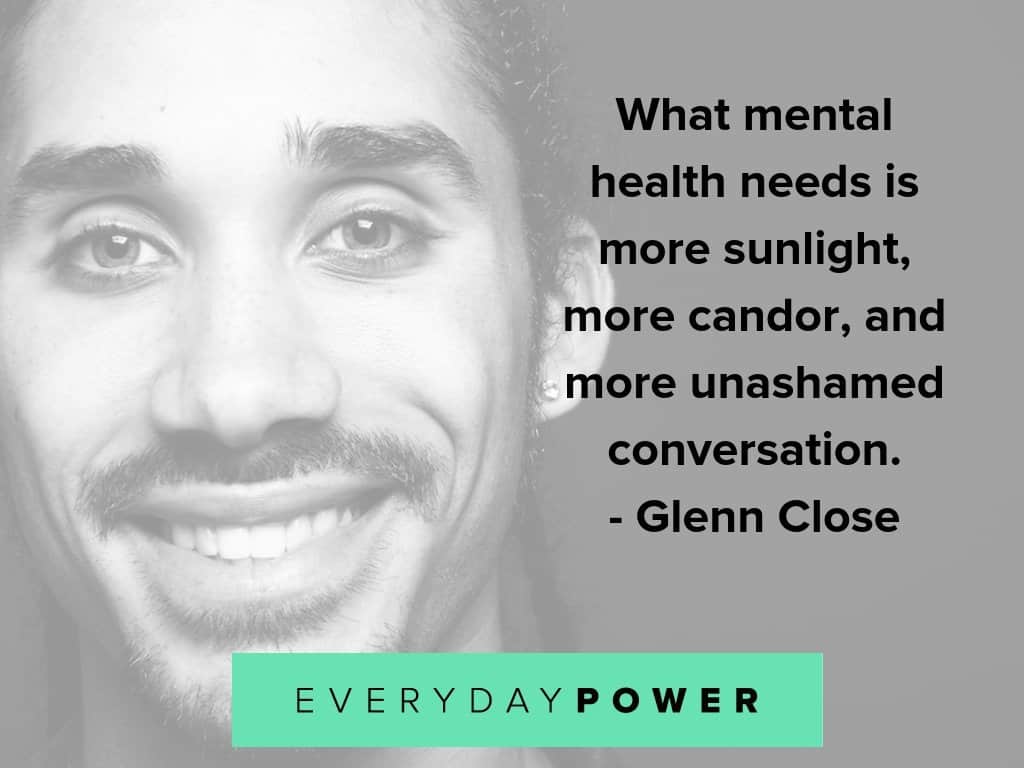 What mental
health needs is
more sunlight,
more candor, and
more unashamed
conversation.
- Glenn Close
EVERYDAYPOWER